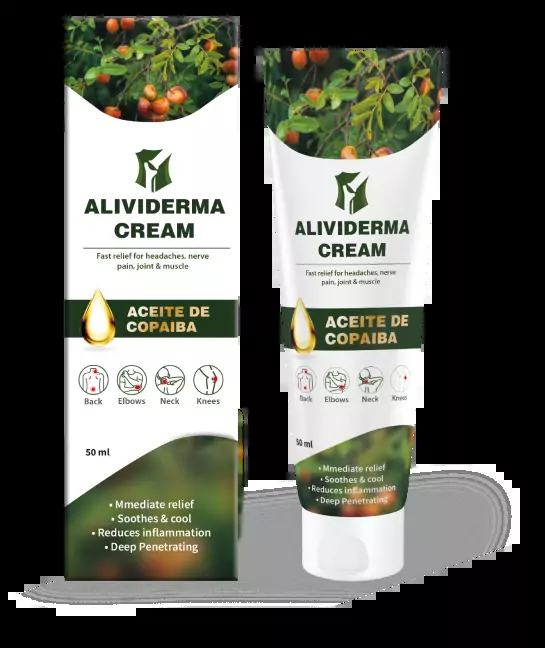 ALIVIDERMA
CREAM
Fast relief for headaches, nerve
pain, joint & muscle
ACEITE DE
COPAIBA
Back Elbows Neck Knees
50 ml
• Mmediate relief
• Soothes & cool
• Reduces inflammation
• Deep Penetrating
ALIVIDERMA
CREAM
Fast relief for headaches, nerve
pain, joint & muscle
ACEITE DE
COPAIBA
Back Elbows Neck Knees
50 ml
• Mmediate relief
• Soothes & cool
• Reduces inflammation
• Deep Penetrating